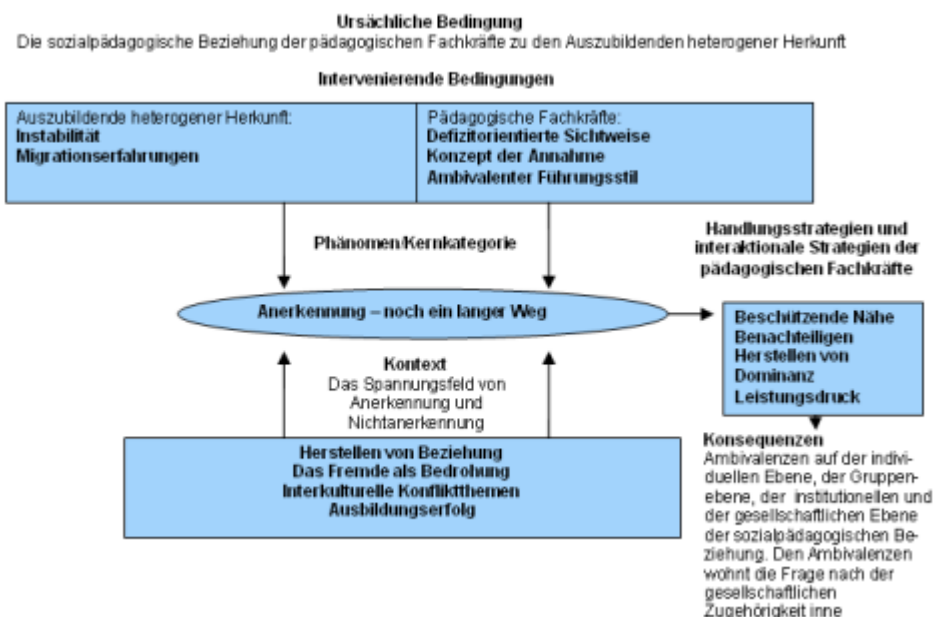 Ursächliche Bedingung
Die sozialpädagogische Beziehung der pädagogischen Fachkräfte zu den Auszubildenden heterogener Herkunft
Intervenierende Bedingungen
Auszubildende heterogener Herkunft:
Instabilität
Migrationserfahrungen
Pädagogische Fachkräfte:
Defizitorientierte Sichtweise
Konzept der Annahme
Ambivalenter Führungsstil
Phänomen/Kernkategorie
Anerkennung – noch ein langer Weg
Kontext
Das Spannungsfeld von
Anerkennung und
Nichtanerkennung
Herstellen von Beziehung
Das Fremde als Bedrohung
Interkulturelle Konfliktthemen
Ausbildungserfolg
Handlungsstrategien und
interaktionale Strategien der
pädagogischen Fachkräfte
Beschützende Nähe
Benachteiligen
Herstellen von
Dominanz
Leistungsdruck
Konsequenzen
Ambivalenzen auf der indivi-
duellen Ebene, der Gruppen-
ebene, der institutionellen und
der gesellschaftlichen Ebene
der sozialpädagogischen Be-
ziehung. Den Ambivalenzen
wohnt die Frage nach der
gesellschaftlichen
Zugehörigkeit inne